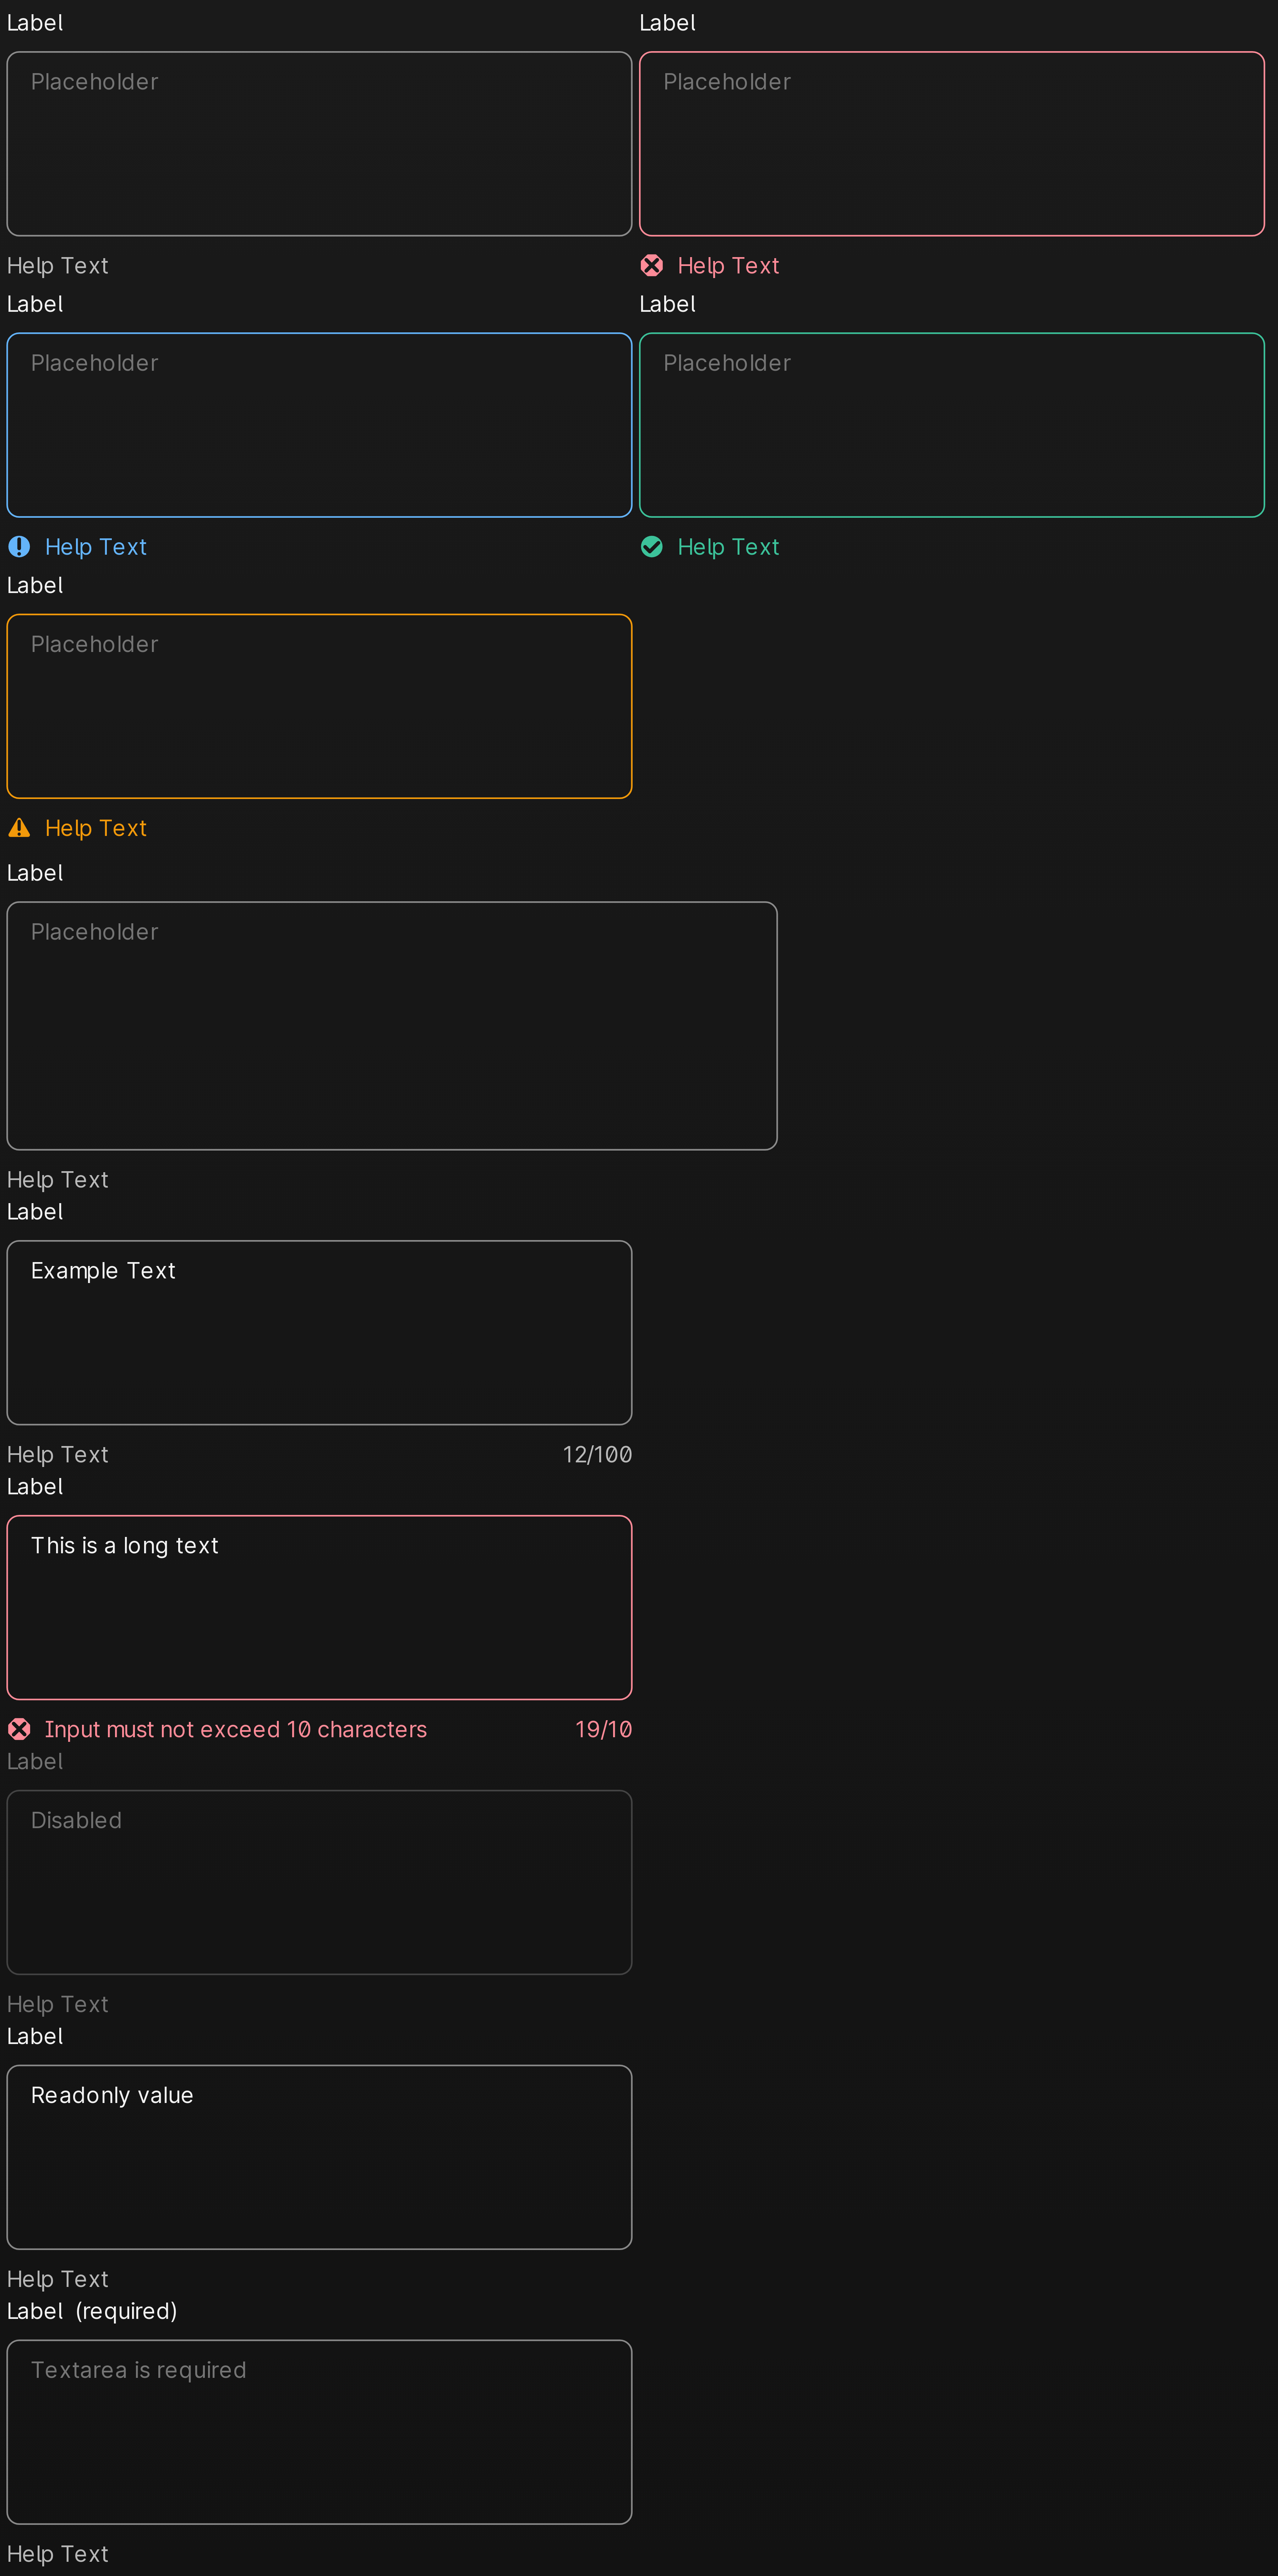 Label
Label
Placeholder
Placeholder
Help Text
Help Text
Label
Label
Placeholder
Placeholder
Help Text
Help Text
Label
Placeholder
Help Text
Label
Placeholder
Help Text
Label
Example Text
Help Text 12/100
Label
This is a long text
Input must not exceed 10 characters 19/10
Label
Disabled
Help Text
Label
Readonly value
Help Text
Label (required)
Textarea is required
Help Text